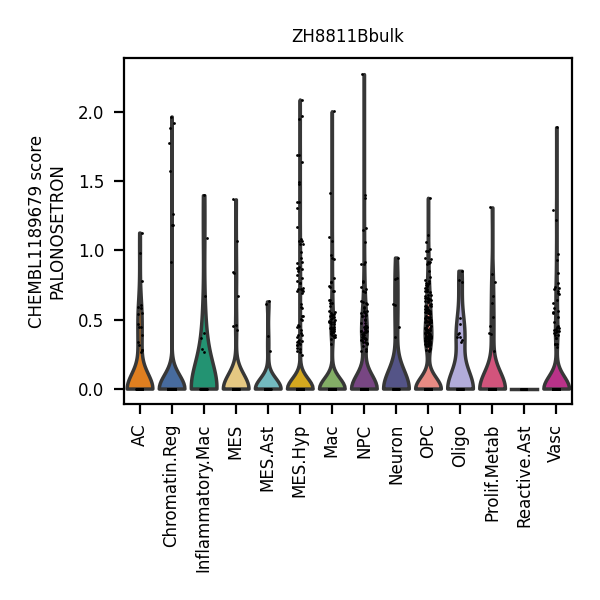 ZH8811Bbulk
CHEMBL1189679 score
PALONOSETRON
2.0
1.5
1.0
0.5
0.0
AC
Chromatin.Reg
Inflammatory.Mac
MES
MES.Ast
MES.Hyp
Mac
NPC
Neuron
OPC
Oligo
Prolif.Metab
Reactive.Ast
Vasc